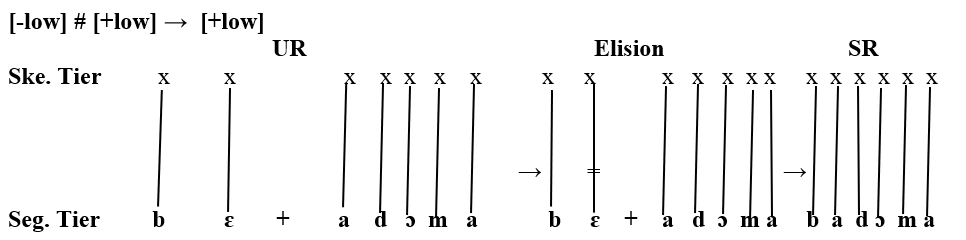 [-low] # [+low] → [+low]
UR Elision SR
Ske. Tier x x x x x x x x x x x x x x x x x x x x
→ = →
Seg. Tier b ɛ + a d ɔ m a b ɛ + a d ɔ m a b a d ɔ m a